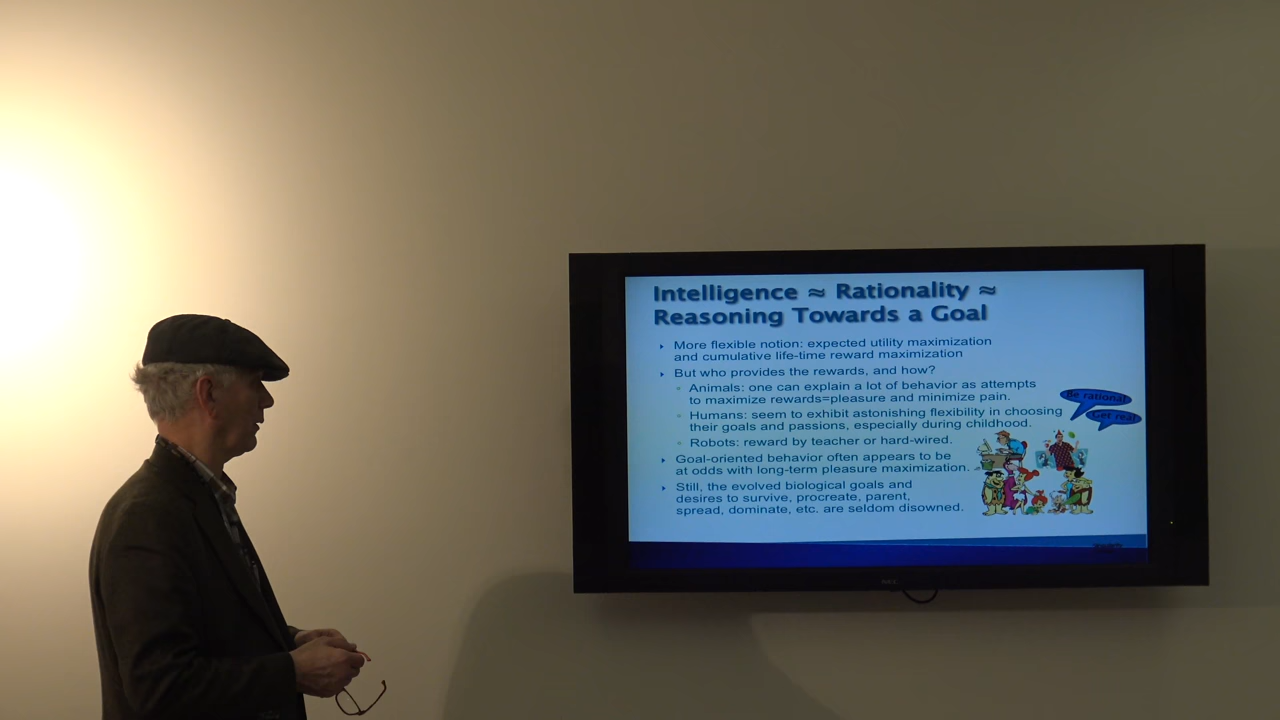 Intelligence ≈ Rationality ≈
Reasoning Towards a Goal
More flexible notion: expected utility maximization
and cumulative life-time reward maximization
But who provides the rewards, and how?
Animals: one can explain a lot of behavior as attempts
to maximize rewards=pleasure and minimize pain.
Humans: seem to exhibit astonishing flexibility in choosing
their goals and passions, especially during childhood.
Robots: reward by teacher or hard-wired.
Goal-oriented behavior often appears to be
at odds with long-term pleasure maximization.
Still, the evolved biological goals and
desires to survive, procreate, parent,
spread, dominate, etc. are seldom disowned.
Be rational
Get real
NEC